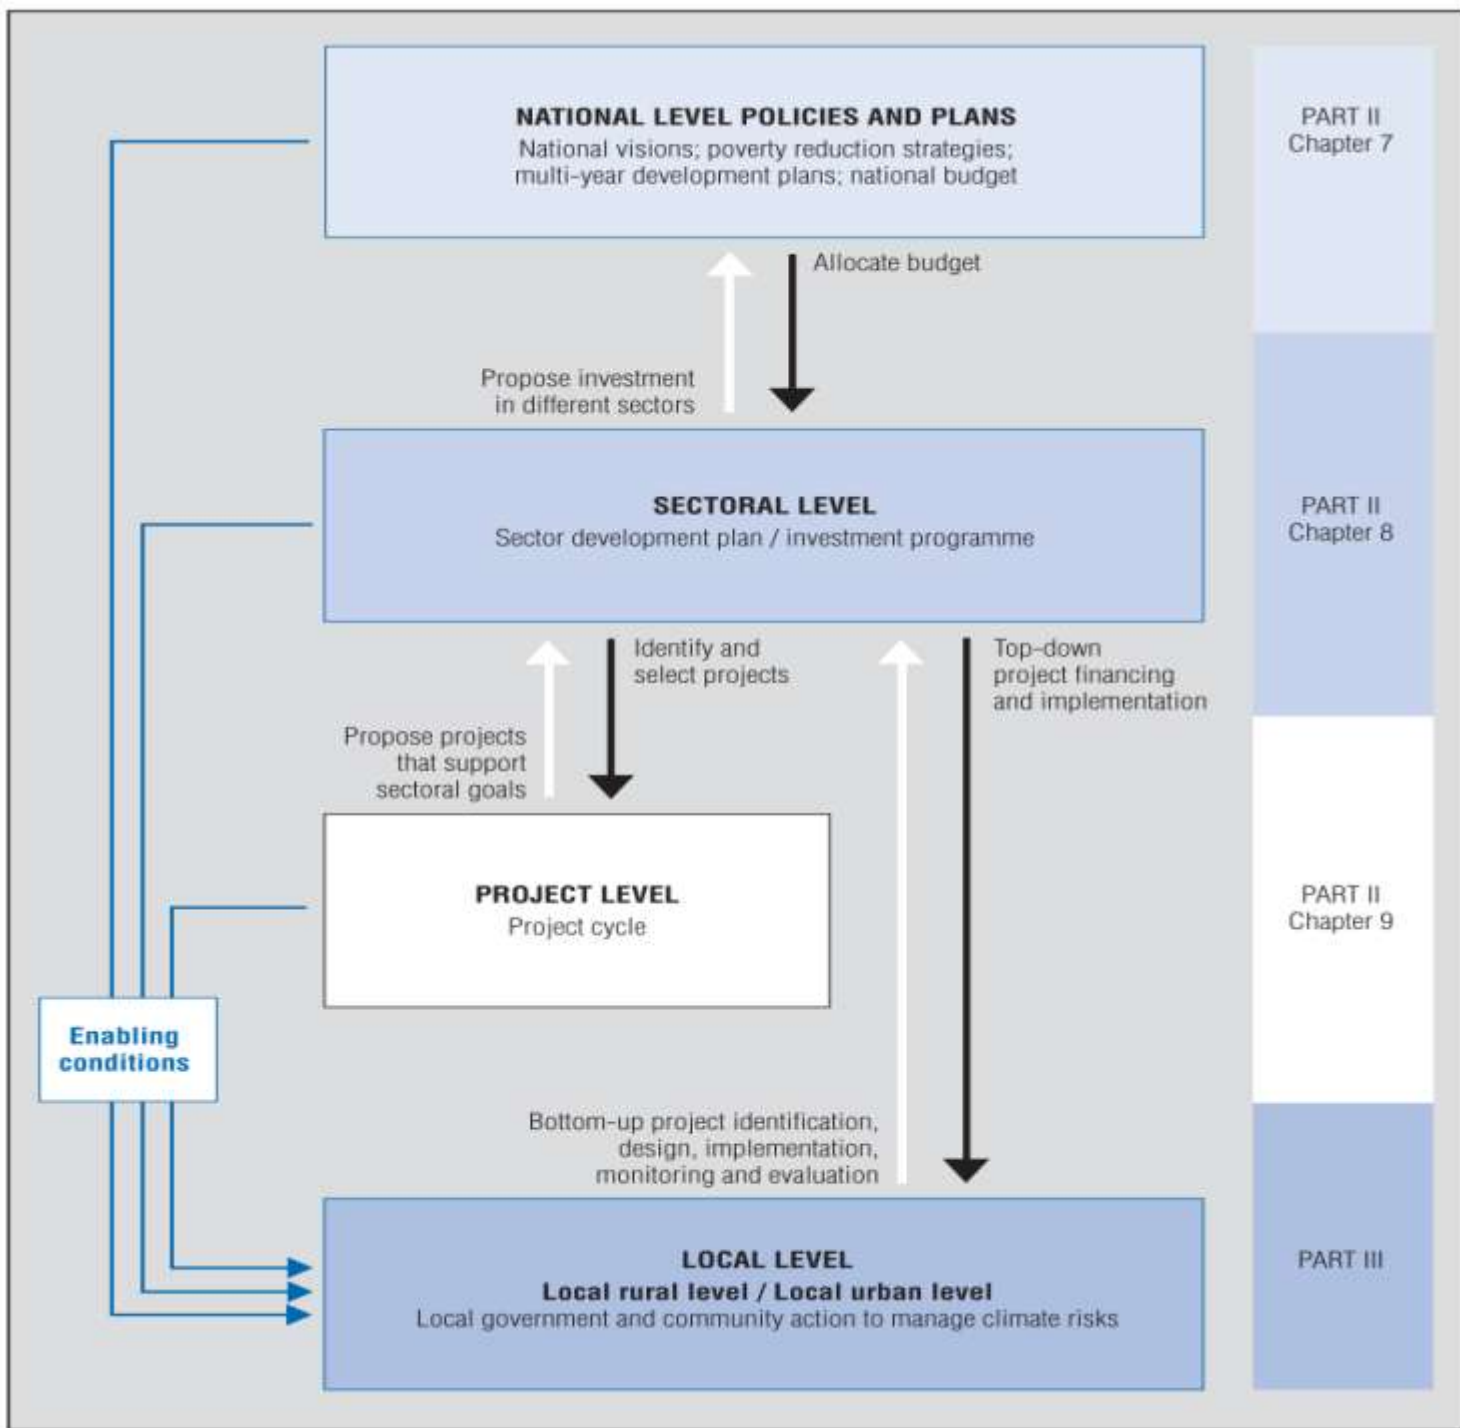 NATIONAL LEVEL POLICIES AND PLANS
National visions; poverty reduction strategies;
multi-year development plans; national budget
PART II
Chapter 7
Allocate budget
Propose investment
in different sectors
SECTORAL LEVEL
Sector development plan / investment programme
PART II
Chapter 8
Identify and
select projects
Top-down
project financing
and implementation
Propose projects
that support
sectoral goals
PROJECT LEVEL
Project cycle
PART II
Chapter 9
Enabling
conditions
Bottom-up project identification,
design, implementation,
monitoring and evaluation
LOCAL LEVEL
Local rural level / Local urban level
Local government and community action to manage climate risks
PART III